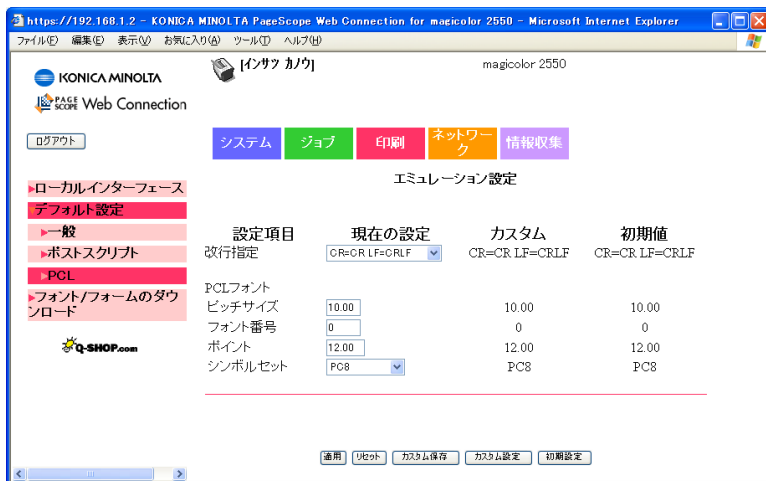 https://192.168.1.2 - KONICA MINOLTA PageScope Web Connection for magicolor 2550 - Microsoft Internet Explorer
ファイル(F) 編集(E) 表示(V) お気に入り(A) ツール(T) ヘルプ(H)
KONICA MINOLTA
PAGE SCOPE Web Connection
[インサツ カノウ]
magicolor 2550
ログアウト
システム ジョブ 印刷 ネットワーク 情報収集
ローカルインターフェース
デフォルト設定
一般
ポストスクリプト
PCL
フォント/フォームのダウ
ンロード
Q-SHOP.com
エミュレーション設定
設定項目 現在の設定 カスタム 初期値
改行指定 CR=CR LF=CRLF CR=CR LF=CRLF CR=CR LF=CRLF
PCLフォント
ピッチサイズ 10.00 10.00 10.00
フォント番号 0 0 0
ポイント 12.00 12.00 12.00
シンボルセット PC8 PC8 PC8
適用 リセット カスタム保存 カスタム設定 初期設定